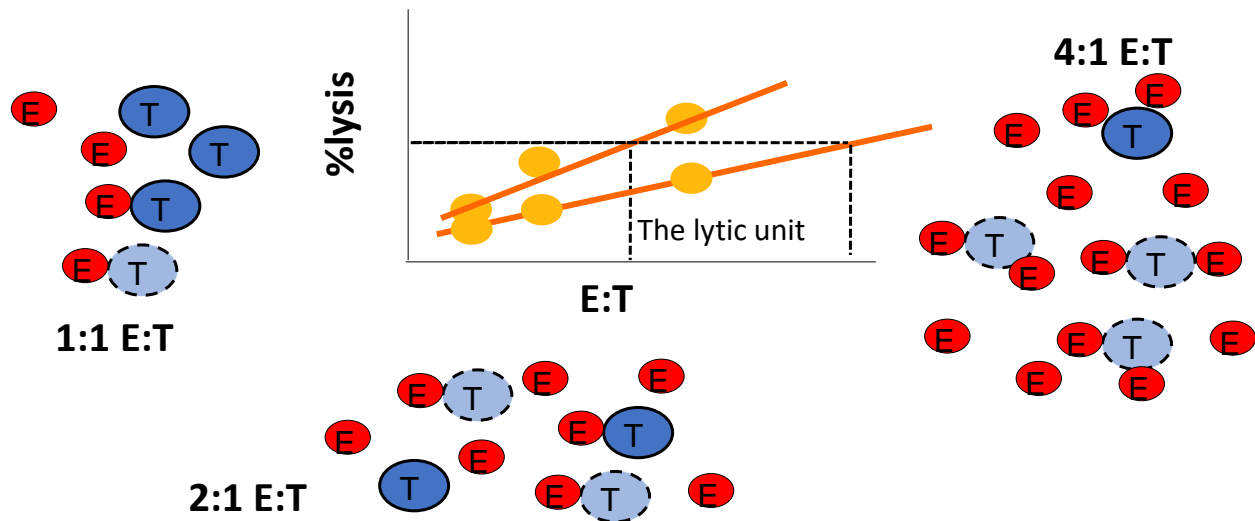 E T
E T
E T
E T
1:1 E:T
%lysis
The lytic unit
E:T
4:1 E:T
E
E
E T
E E
E T
E
E T E
E E T E
E E
E T E E
E E E T
T E T E
2:1 E:T